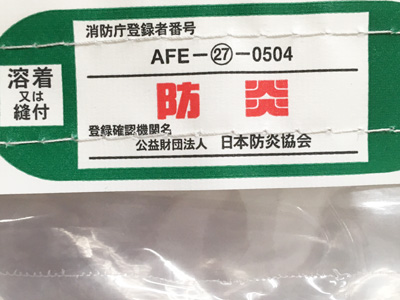 消防庁登録者番号
AFE-㉗-0504
溶着
又は
縫付
防炎
登録確認機関名
公益財団法人 日本防炎協会